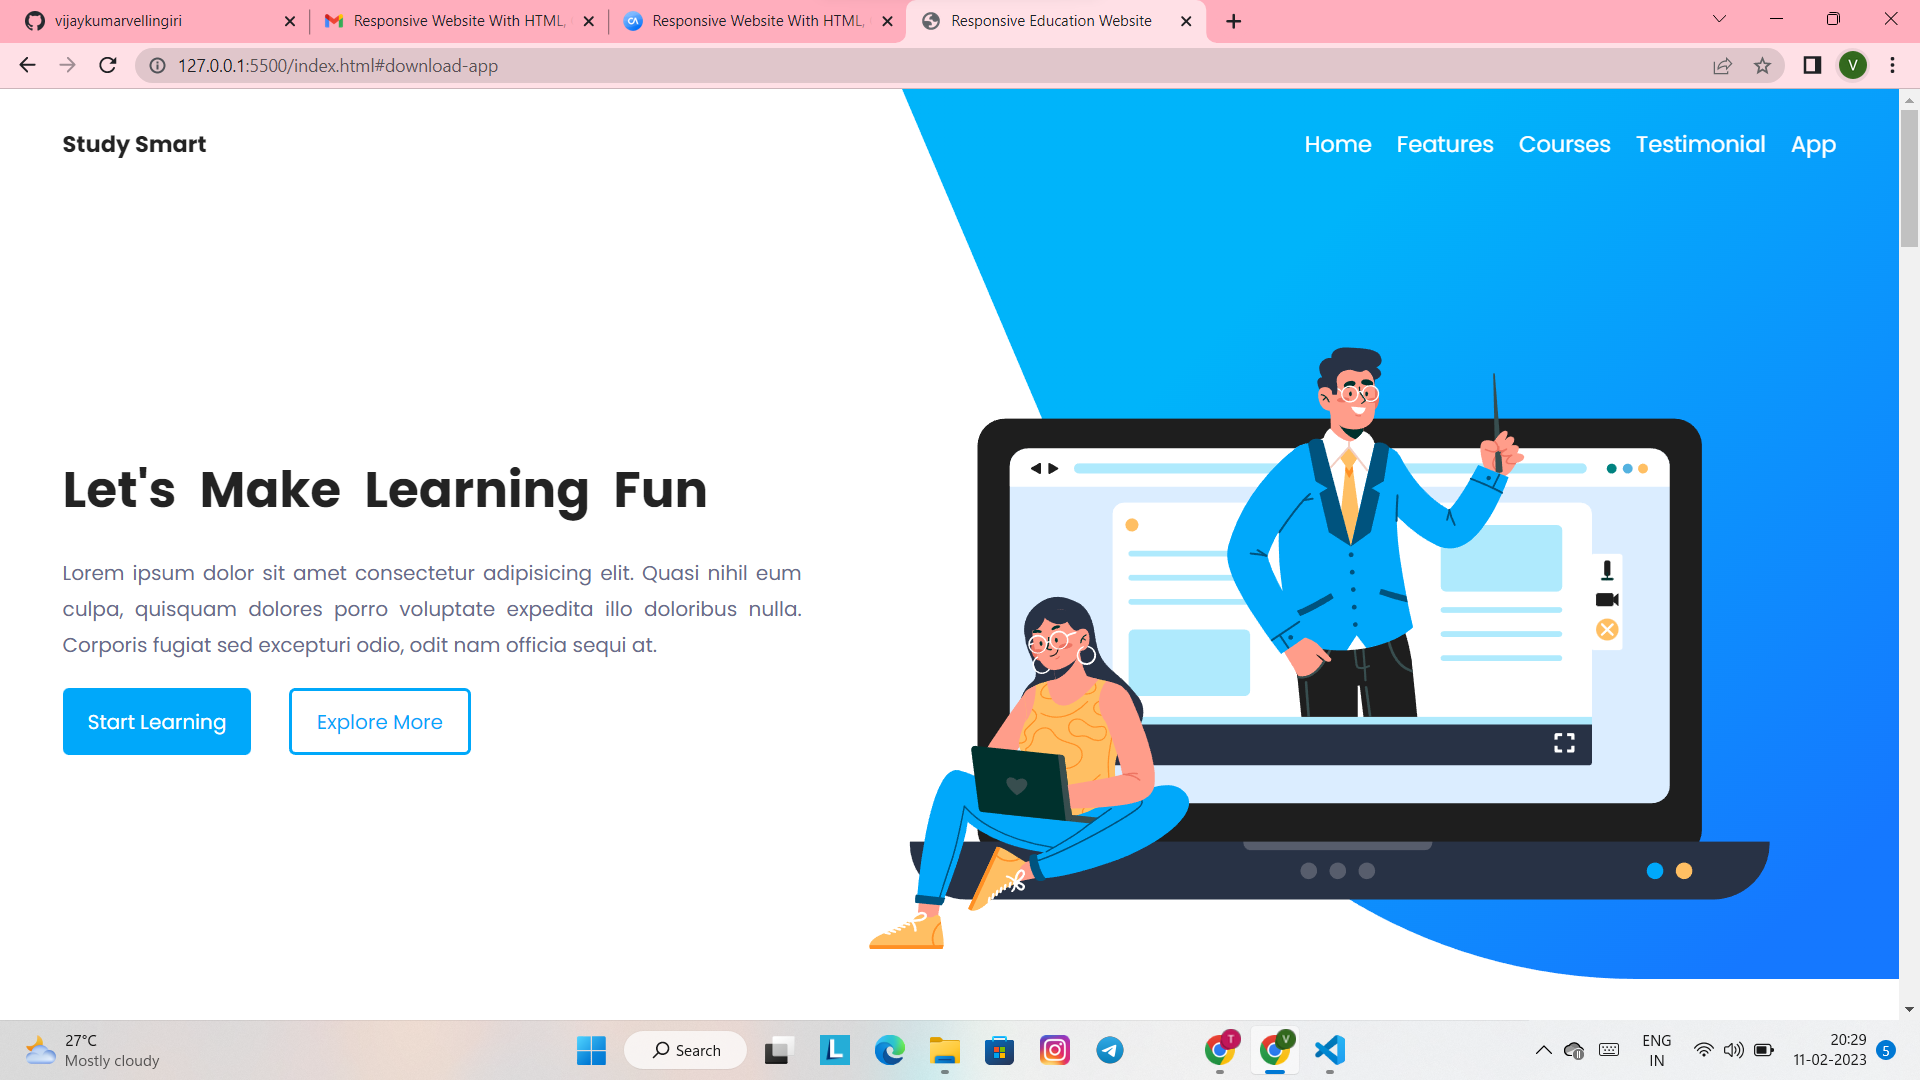 vijaykumarvellingiri
Responsive Website With HTML,
Responsive Website With HTML,
Responsive Education Website
127.0.0.1:5500/index.html#download-app
V
Study Smart
Home Features Courses Testimonial App
Let's Make Learning Fun
Lorem ipsum dolor sit amet consectetur adipisicing elit. Quasi nihil eum
culpa, quisquam dolores porro voluptate expedita illo doloribus nulla.
Corporis fugiat sed excepturi odio, odit nam officia sequi at.
Start Learning
Explore More
27°C
Mostly cloudy
Search
L
T
V
ENG
IN
20:29
11-02-2023
5